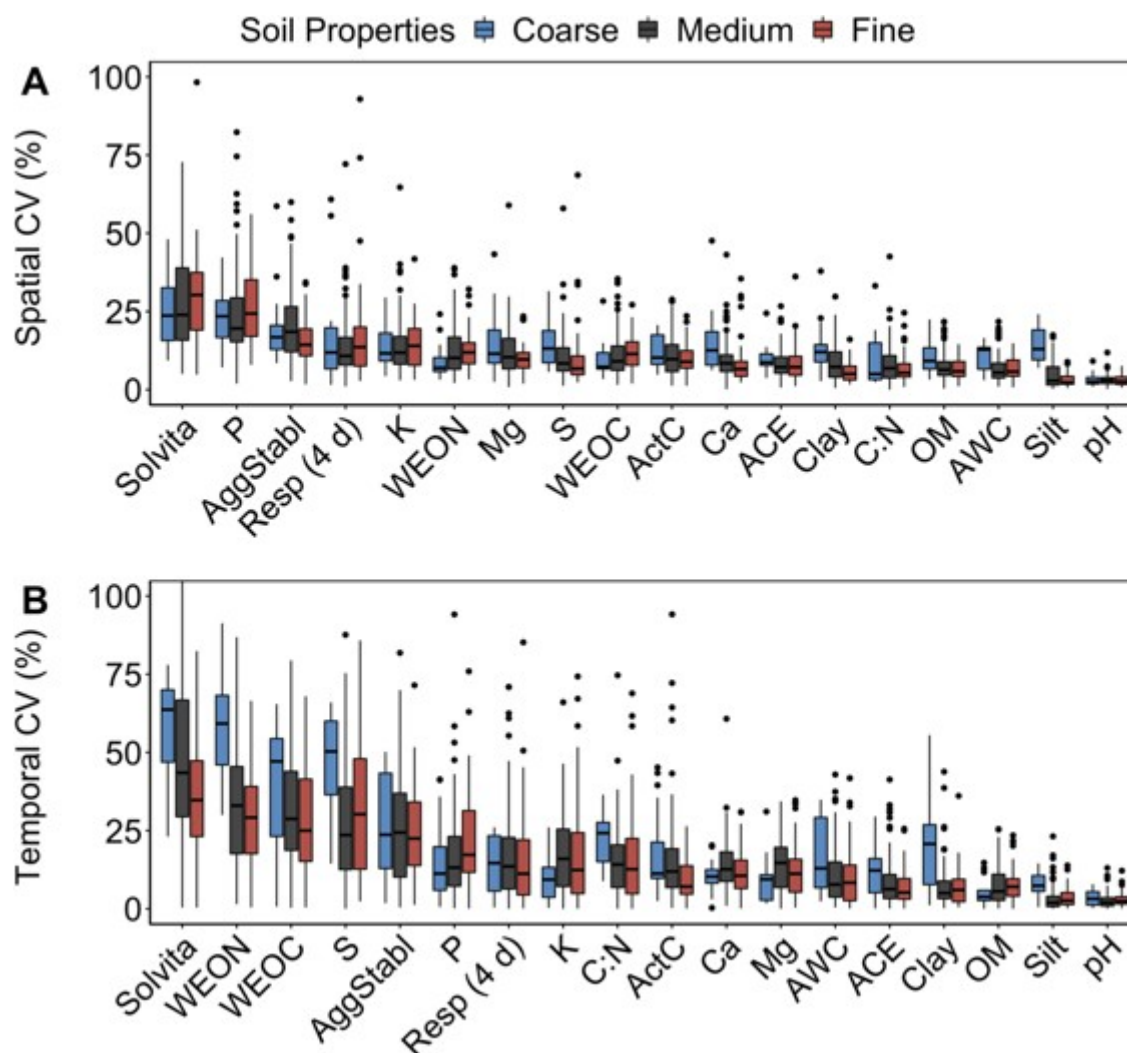 Soil Properties Coarse Medium Fine
A
Spatial CV (%)
100
75
50
25
0
Solvita P AggStabl Resp (4 d) K WEON Mg S WEOC ActC Ca ACE Clay C:N OM AWC Silt pH
B
Temporal CV (%)
100
75
50
25
0
Solvita WEON WEOC S AggStabl P Resp (4 d) K C:N ActC Ca Mg AWC ACE Clay OM Silt pH